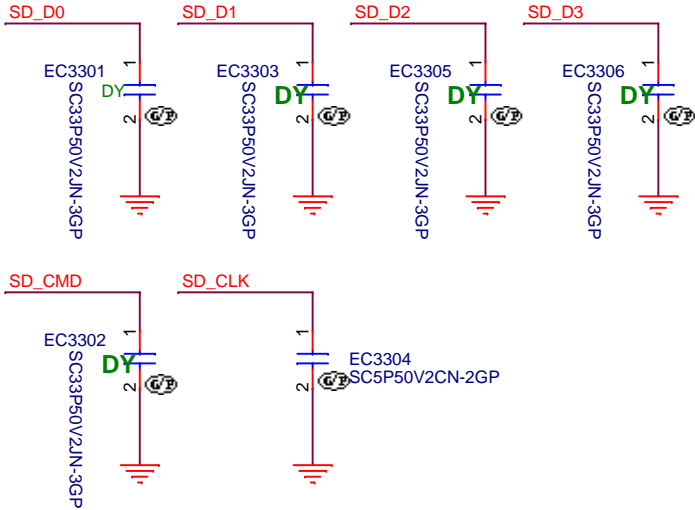 SD_D0
SD_D1
SD_D2
SD_D3
1
EC3301
DY
SC33P50V2JN-3GP
2
G/P
1
EC3303
DY
SC33P50V2JN-3GP
2
G/P
1
EC3305
DY
SC33P50V2JN-3GP
2
G/P
1
EC3306
DY
SC33P50V2JN-3GP
2
G/P
SD_CMD
SD_CLK
1
EC3302
DY
SC33P50V2JN-3GP
2
G/P
1
EC3304
SC5P50V2CN-2GP
2
G/P